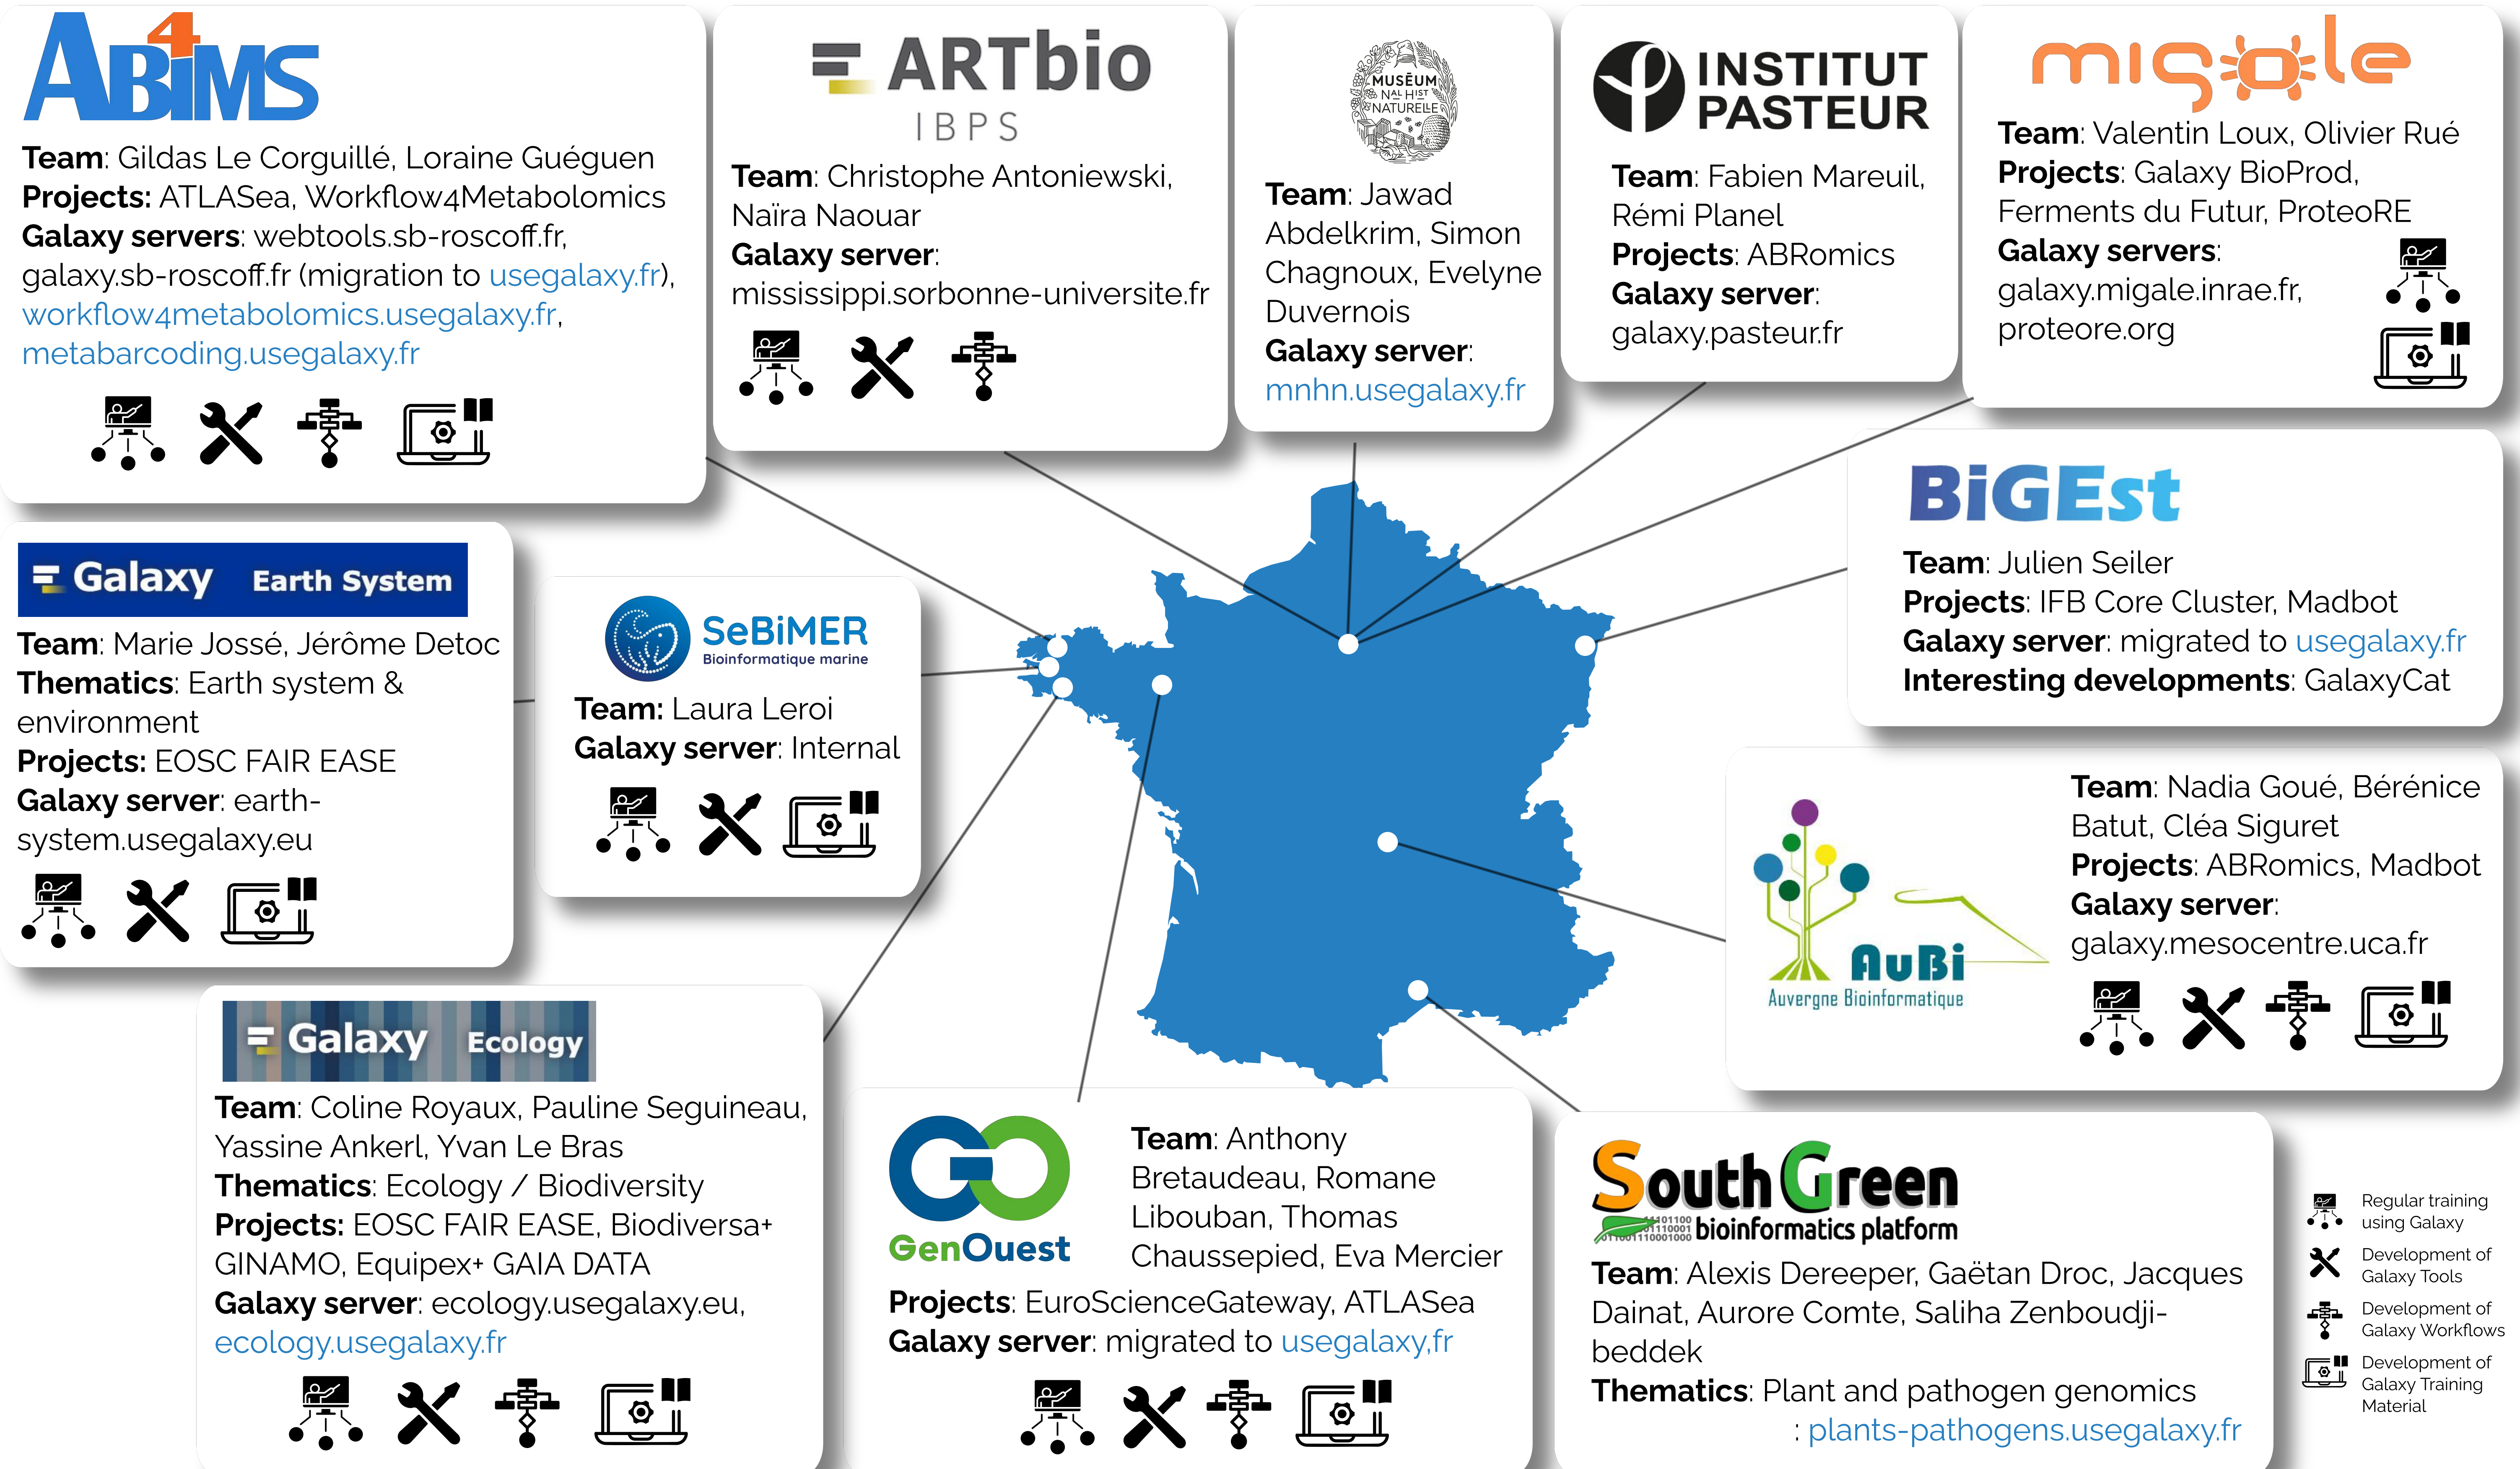 ABiMS
4
Team: Gildas Le Corguillé, Loraine Guéguen
Projects: ATLASea, Workflow4Metabolomics
Galaxy servers: webtools.sb-roscoff.fr,
galaxy.sb-roscoff.fr (migration to usegalaxy.fr),
workflow4metabolomics.usegalaxy.fr,
metabarcoding.usegalaxy.fr
ARTbio
IBPS
Team: Christophe Antoniewski,
Naïra Naouar
Galaxy server:
mississippi.sorbonne-universite.fr
MUSĒUM
NAL HIST
NATURELLE
Team: Jawad
Abdelkrim, Simon
Chagnoux, Evelyne
Duvernois
Galaxy server:
mnhn.usegalaxy.fr
INSTITUT
PASTEUR
Team: Fabien Mareuil,
Rémi Planel
Projects: ABRomics
Galaxy server:
galaxy.pasteur.fr
migale
Team: Valentin Loux, Olivier Rué
Projects: Galaxy BioProd,
Ferments du Futur, ProteoRE
Galaxy servers:
galaxy.migale.inrae.fr,
proteore.org
BiGEst
Team: Julien Seiler
Projects: IFB Core Cluster, Madbot
Galaxy server: migrated to usegalaxy.fr
Interesting developments: GalaxyCat
Galaxy Earth System
Team: Marie Jossé, Jérôme Detoc
Thematics: Earth system &
environment
Projects: EOSC FAIR EASE
Galaxy server: earth-
system.usegalaxy.eu
SeBiMER
Bioinformatique marine
Team: Laura Leroi
Galaxy server: Internal
AuBi
Auvergne Bioinformatique
Team: Nadia Goué, Bérénice
Batut, Cléa Siguret
Projects: ABRomics, Madbot
Galaxy server:
galaxy.mesocentre.uca.fr
Galaxy Ecology
Team: Coline Royaux, Pauline Seguineau,
Yassine Ankerl, Yvan Le Bras
Thematics: Ecology / Biodiversity
Projects: EOSC FAIR EASE, Biodiversa+
GINAMO, Equipex+ GAIA DATA
Galaxy server: ecology.usegalaxy.eu,
ecology.usegalaxy.fr
GenOuest
Team: Anthony
Bretaudeau, Romane
Libouban, Thomas
Chaussepied, Eva Mercier
Projects: EuroScienceGateway, ATLASea
Galaxy server: migrated to usegalaxy,fr
South Green
bioinformatics platform
Team: Alexis Dereeper, Gaëtan Droc, Jacques
Dainat, Aurore Comte, Saliha Zenboudji-
beddek
Thematics: Plant and pathogen genomics
: plants-pathogens.usegalaxy.fr
Regular training
using Galaxy
Development of
Galaxy Tools
Development of
Galaxy Workflows
Development of
Galaxy Training
Material